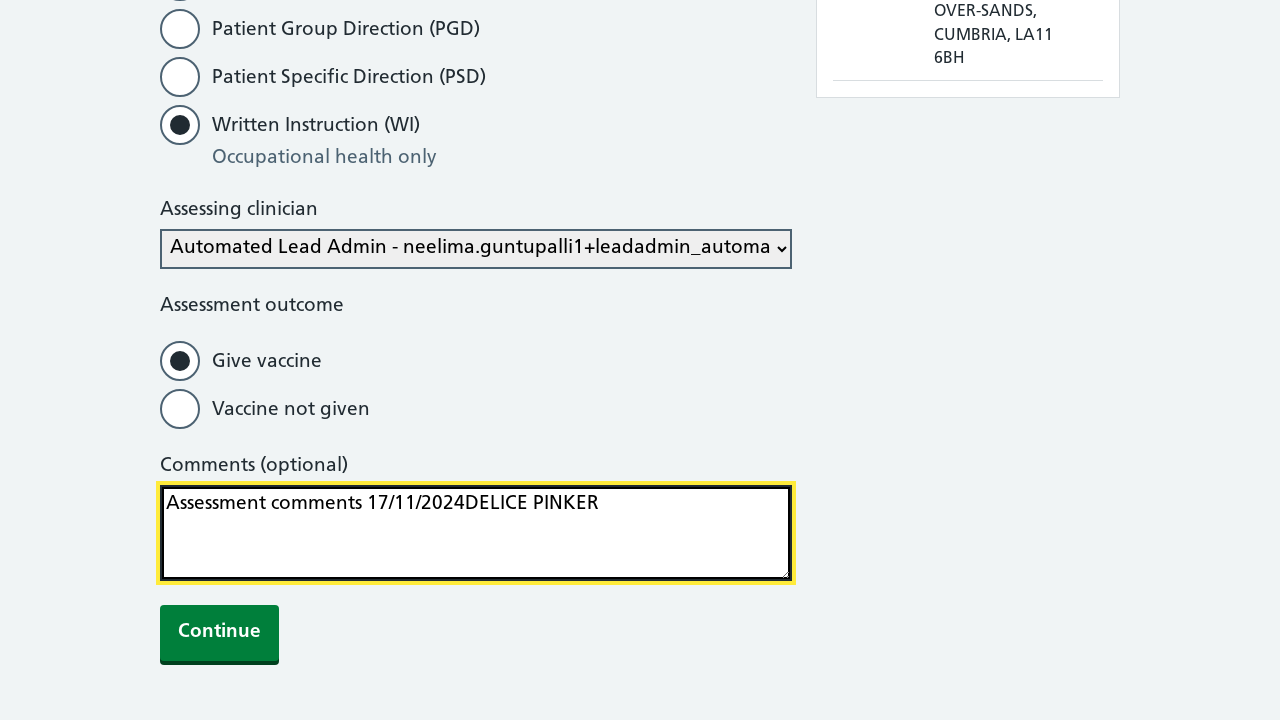 Patient Group Direction (PGD)
Patient Specific Direction (PSD)
Written Instruction (WI)
Occupational health only
Assessing clinician
Automated Lead Admin - neelima.guntupalli1+leadadmin_automa
Assessment outcome
Give vaccine
Vaccine not given
Comments (optional)
Assessment comments 17/11/2024DELICE PINKER
Continue
OVER-SANDS,
CUMBRIA, LA11
6BH